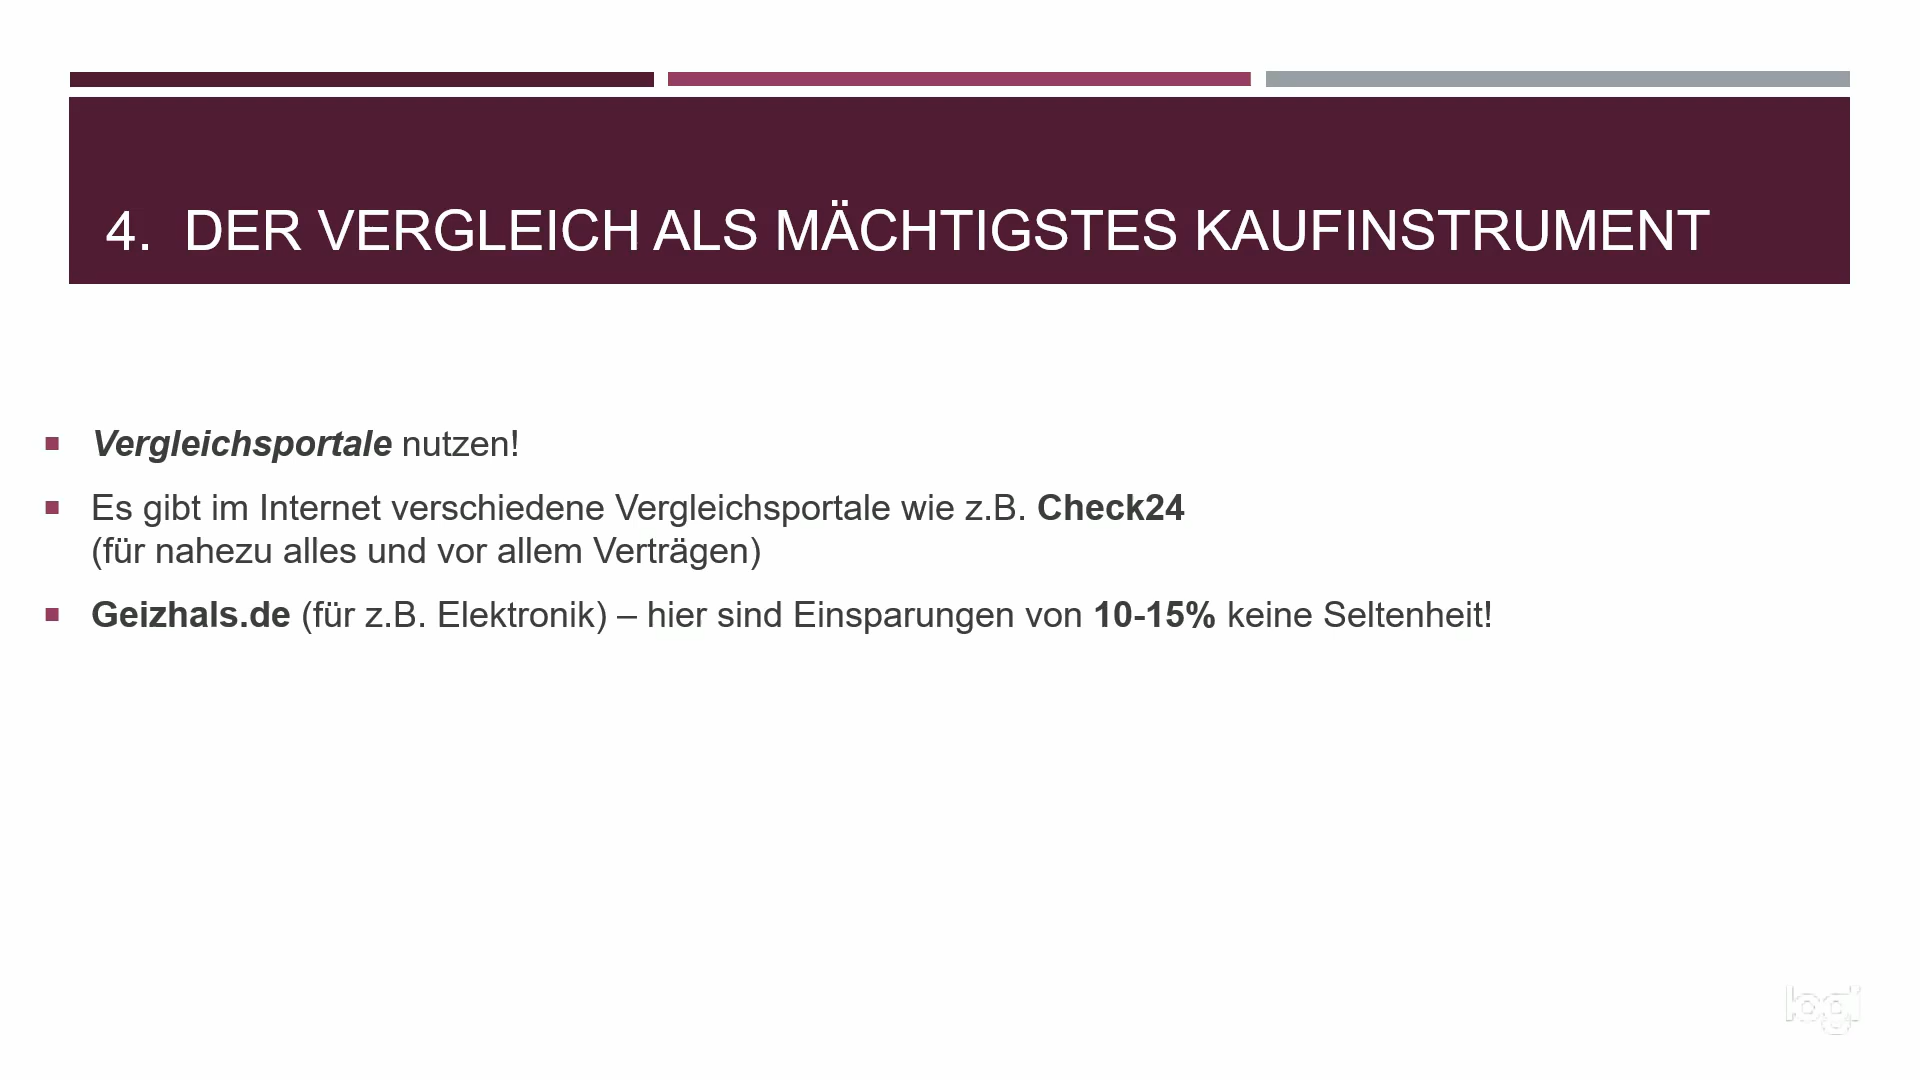 4. DER VERGLEICH ALS MÄCHTIGSTES KAUFINSTRUMENT
Vergleichsportale nutzen!
Es gibt im Internet verschiedene Vergleichsportale wie z.B. Check24
(für nahezu alles und vor allem Verträgen)
Geizhals.de (für z.B. Elektronik) – hier sind Einsparungen von 10-15% keine Seltenheit!
logi